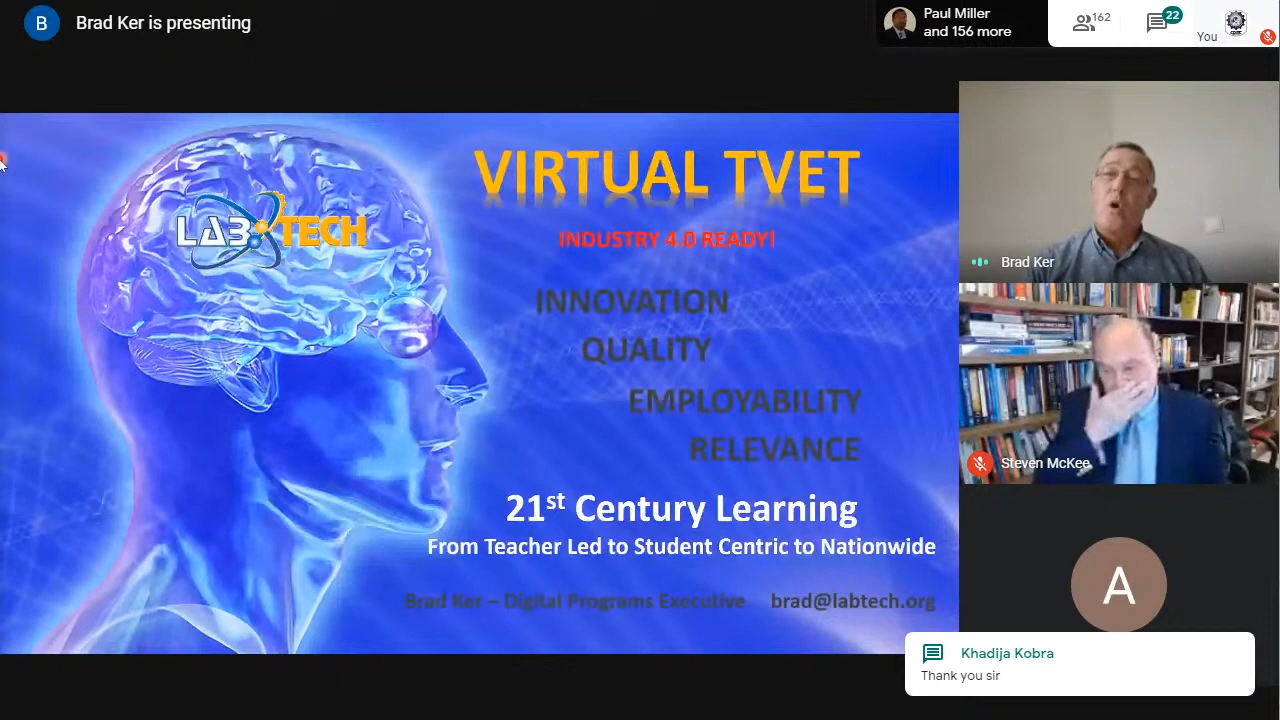 B
Brad Ker is presenting
Paul Miller
and 156 more
162
22
You
LAB TECH
VIRTUAL TVET
INDUSTRY 4.0 READY!
INNOVATION
QUALITY
EMPLOYABILITY
RELEVANCE
21st Century Learning
From Teacher Led to Student Centric to Nationwide
Brad Ker – Digital Programs Executive brad@labtech.org
Brad Ker
Steven McKee
A
Khadija Kobra
Thank you sir